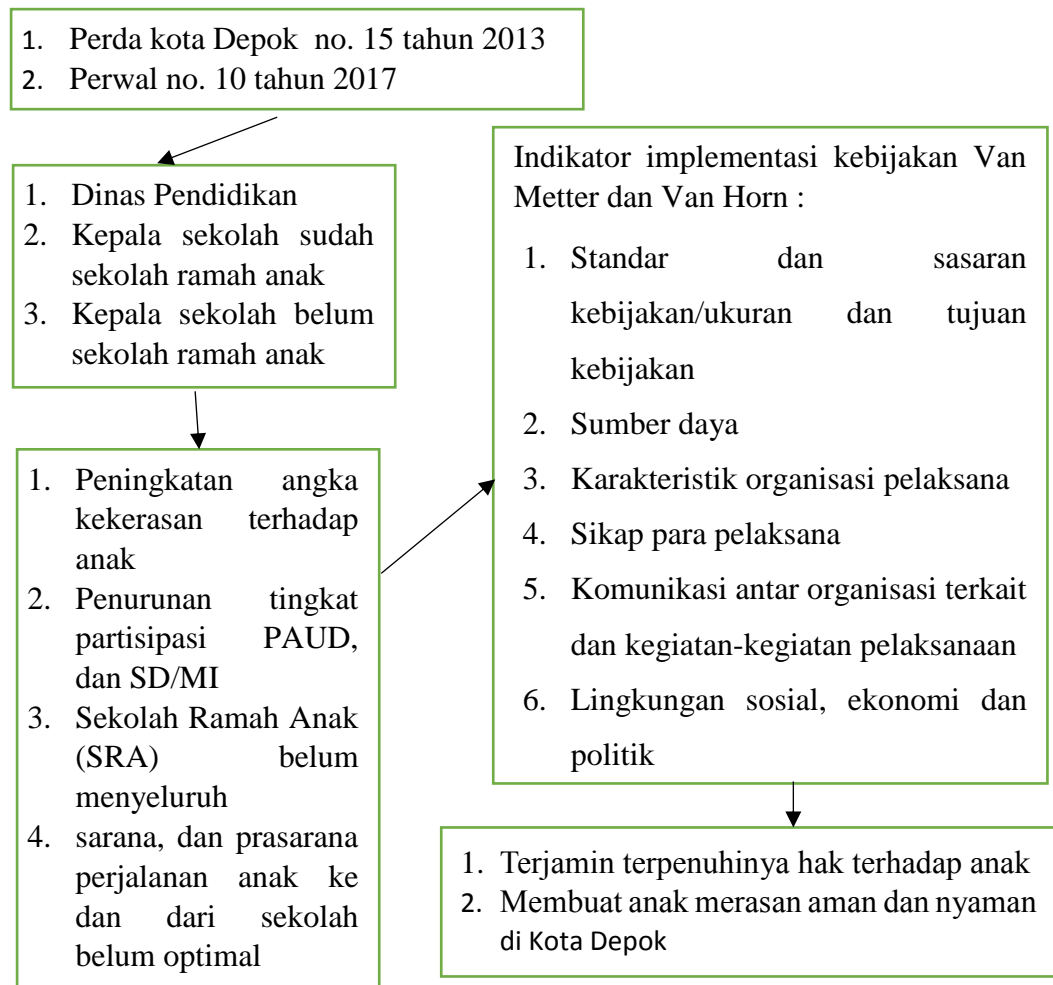 1. Perda kota Depok no. 15 tahun 2013
2. Perwal no. 10 tahun 2017
1. Dinas Pendidikan
2. Kepala sekolah sudah
sekolah ramah anak
3. Kepala sekolah belum
sekolah ramah anak
1. Peningkatan angka
kekerasan terhadap
anak
2. Penurunan tingkat
partisipasi PAUD,
dan SD/MI
3. Sekolah Ramah Anak
(SRA) belum
menyeluruh
4. sarana, dan prasarana
perjalanan anak ke
dan dari sekolah
belum optimal
Indikator implementasi kebijakan Van
Metter dan Van Horn :
1. Standar dan sasaran
kebijakan/ukuran dan tujuan
kebijakan
2. Sumber daya
3. Karakteristik organisasi pelaksana
4. Sikap para pelaksana
5. Komunikasi antar organisasi terkait
dan kegiatan-kegiatan pelaksanaan
6. Lingkungan sosial, ekonomi dan
politik
1. Terjamin terpenuhinya hak terhadap anak
2. Membuat anak merasan aman dan nyaman
di Kota Depok